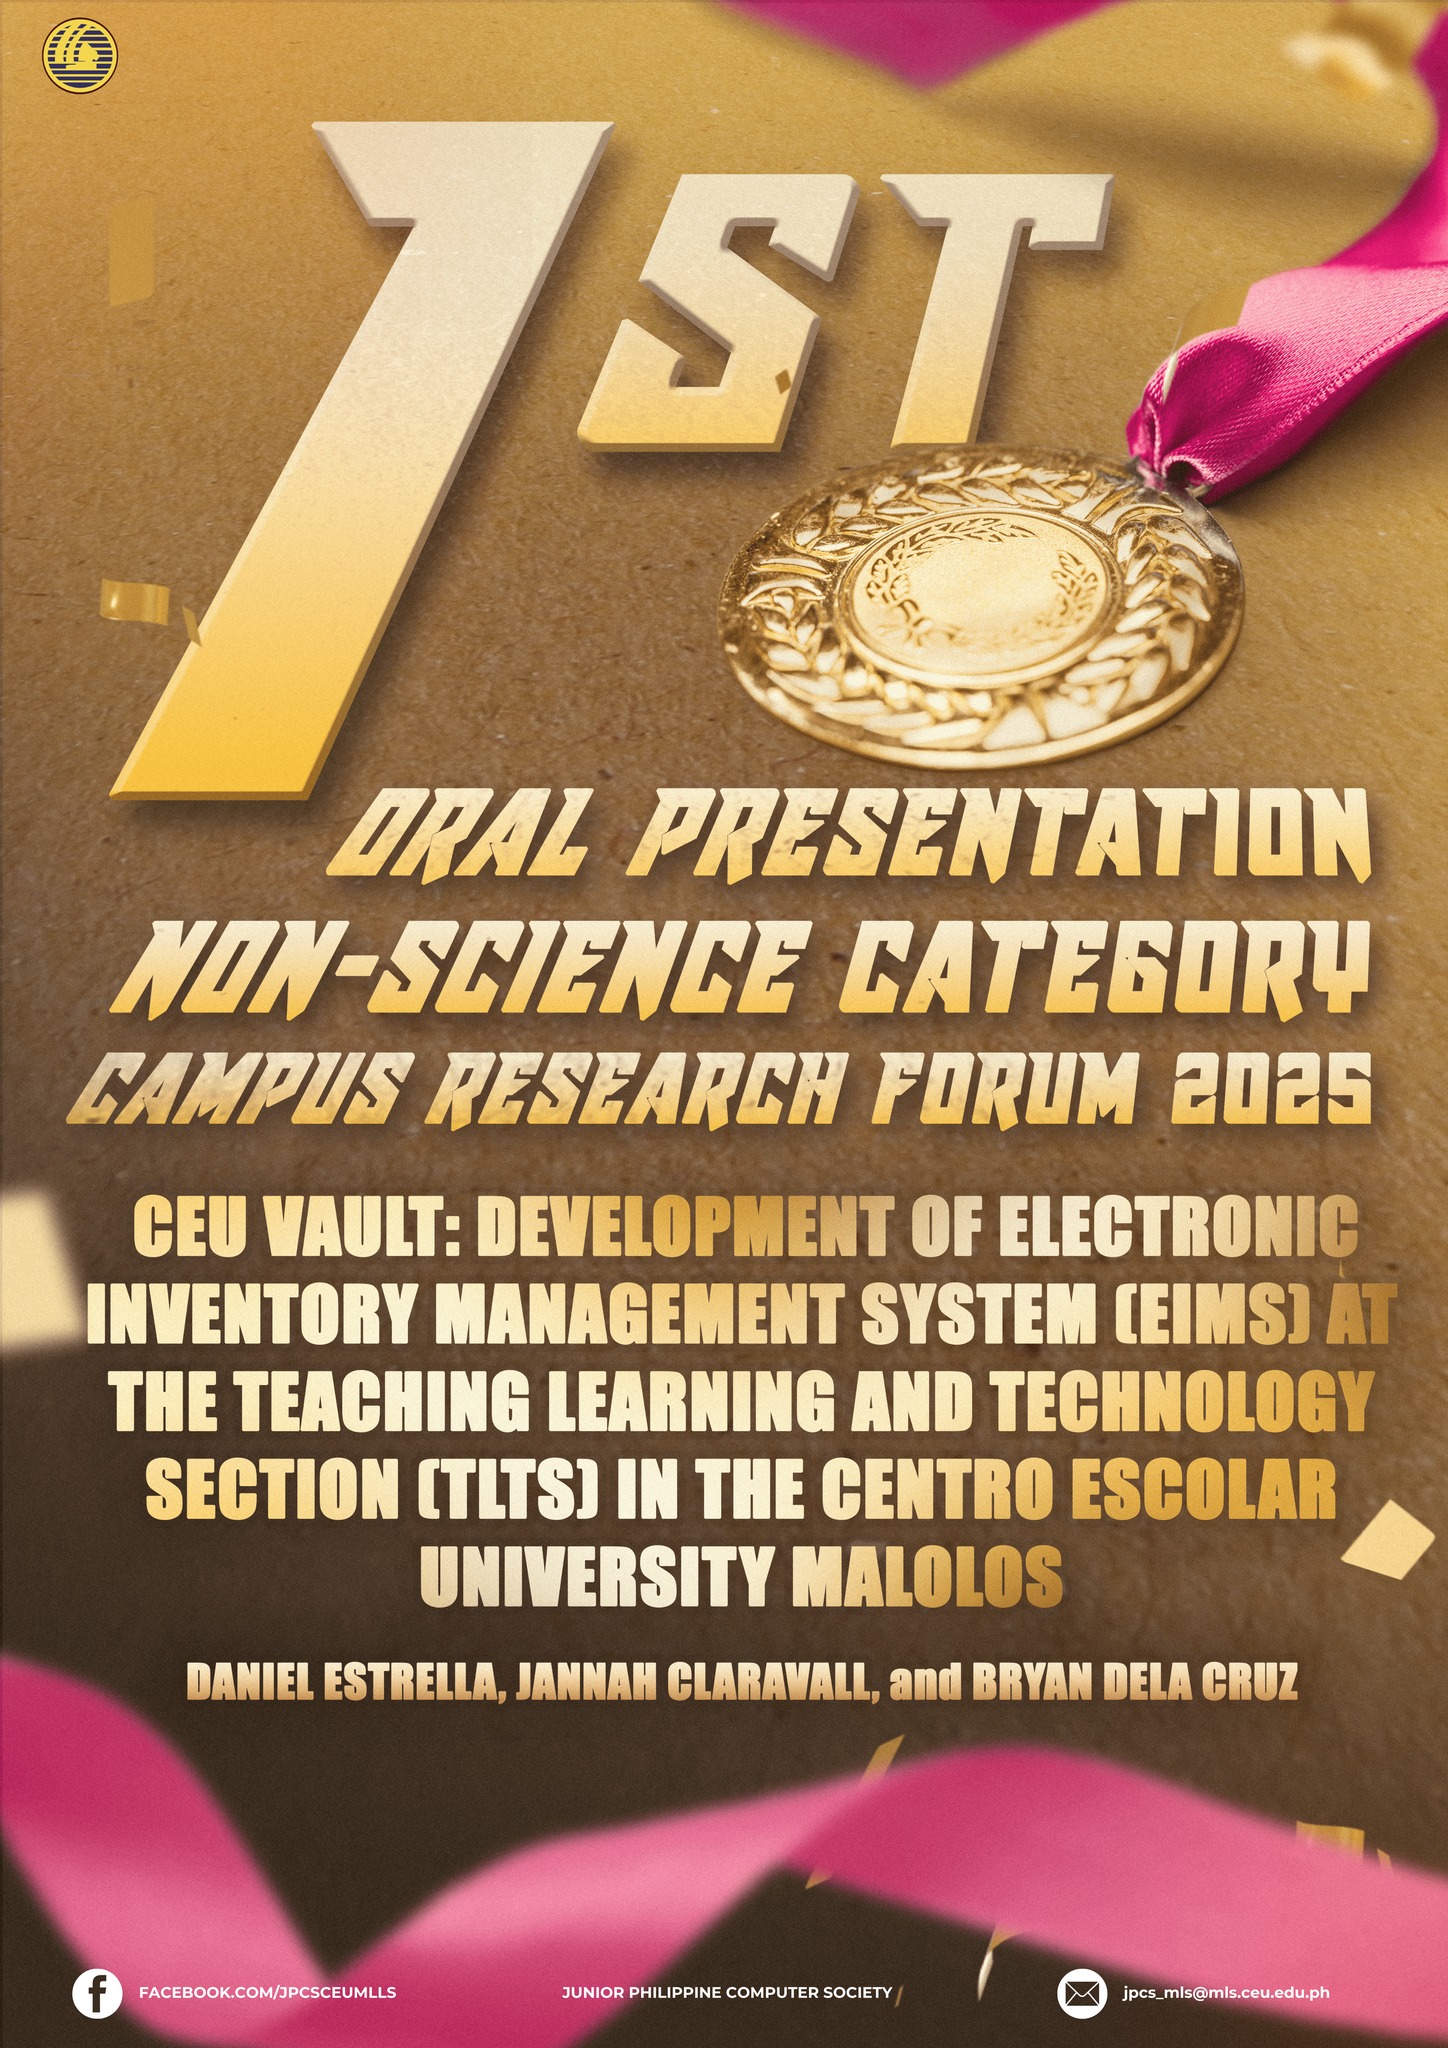 1ST
ORAL PRESENTATION
NON-SCIENCE CATEGORY
CAMPUS RESEARCH FORUM 2025
CEU VAULT: DEVELOPMENT OF ELECTRONIC
INVENTORY MANAGEMENT SYSTEM (EIMS) AT
THE TEACHING LEARNING AND TECHNOLOGY
SECTION (TLTS) IN THE CENTRO ESCOLAR
UNIVERSITY MALOLOS
DANIEL ESTRELLA, JANNAH CLARAVALL, and BRYAN DELA CRUZ
FACEBOOK.COM/JPCSCEUMLLS
JUNIOR PHILIPPINE COMPUTER SOCIETY
jpcs_mls@mls.ceu.edu.ph